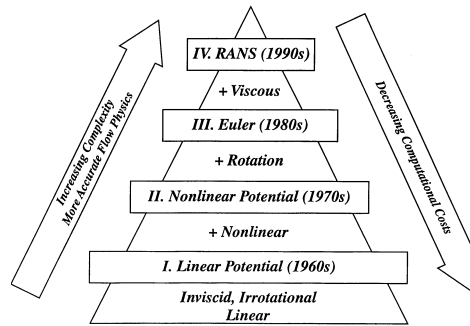 IV. RANS (1990s)
+ Viscous
III. Euler (1980s)
+ Rotation
II. Nonlinear Potential (1970s)
+ Nonlinear
I. Linear Potential (1960s)
Inviscid, Irrotational
Linear
Increasing Complexity
More Accurate Flow Physics
Decreasing Computational Costs